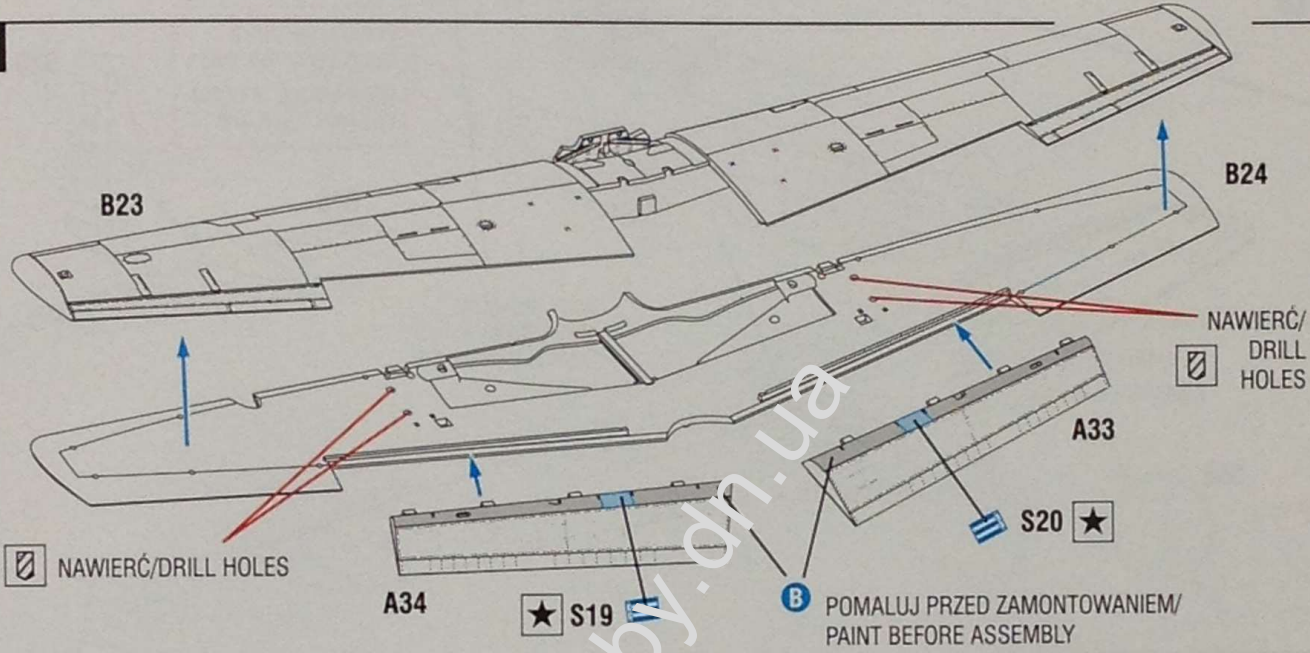 B23
B24
NAWIERĆ/
DRILL
HOLES
A33
S20
NAWIERĆ/DRILL HOLES
A34
S19
B
POMALUJ PRZED ZAMONTOWANIEM/
PAINT BEFORE ASSEMBLY
by.dn.ua